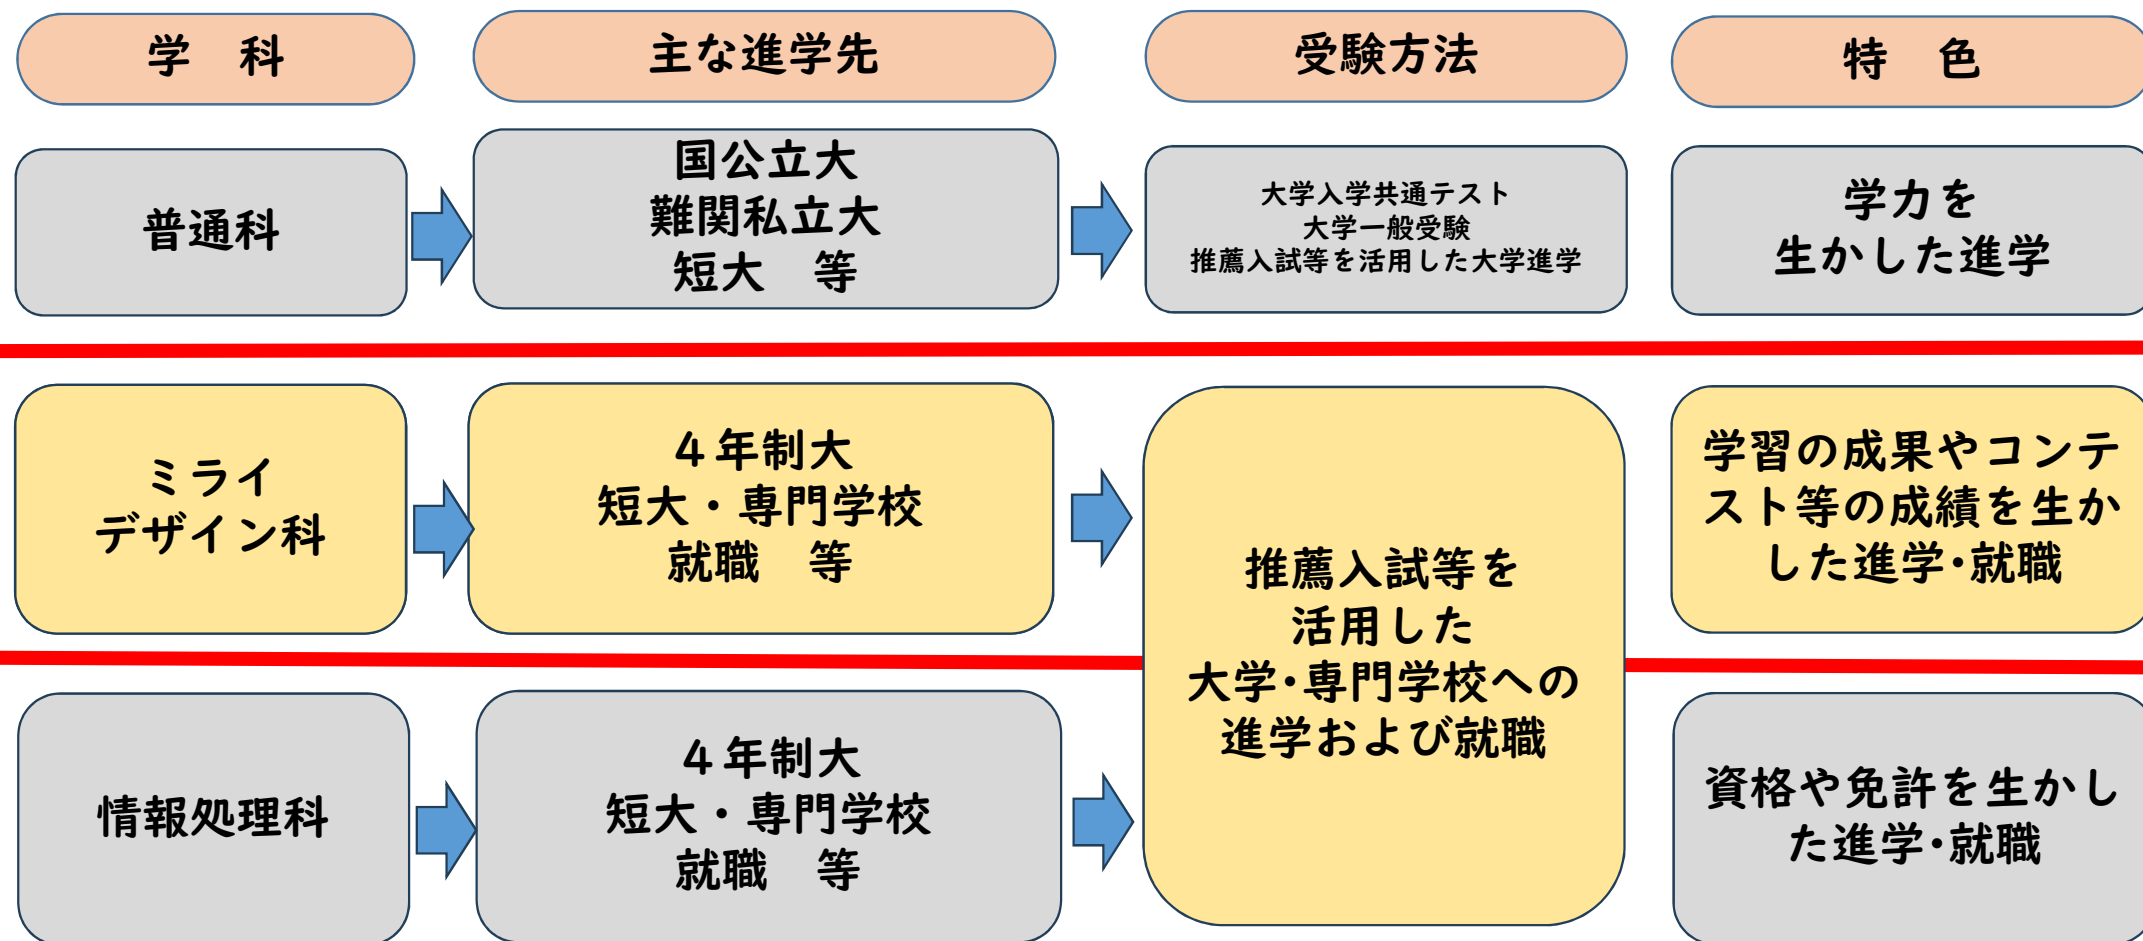 学　科
主な進学先
受験方法
特　色
普通科
国公立大
難関私立大
短大　等
大学入学共通テスト
大学一般受験
推薦入試等を活用した大学進学
学力を
生かした進学
ミライ
デザイン科
４年制大
短大・専門学校
就職　等
推薦入試等を
活用した
大学・専門学校への
進学および就職
学習の成果やコンテ
スト等の成績を生か
した進学・就職
情報処理科
４年制大
短大・専門学校
就職　等
資格や免許を生かし
た進学・就職